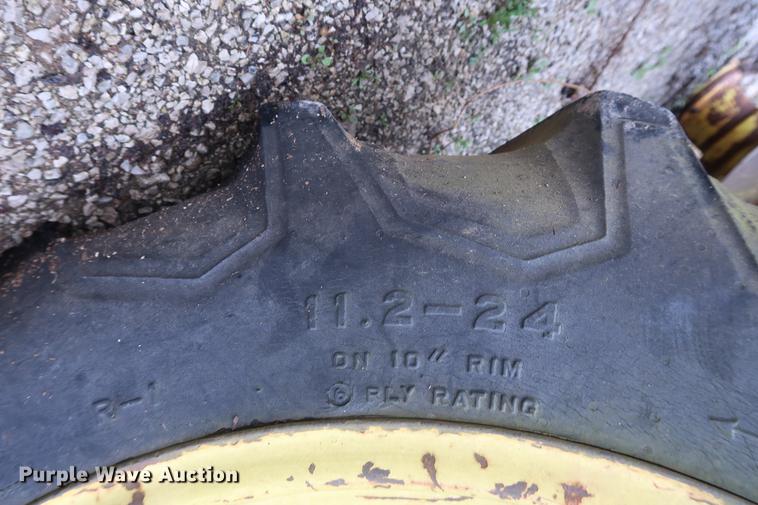 11.2-24
ON 10" RIM
R-1
6 PLY RATING
Purple Wave Auction